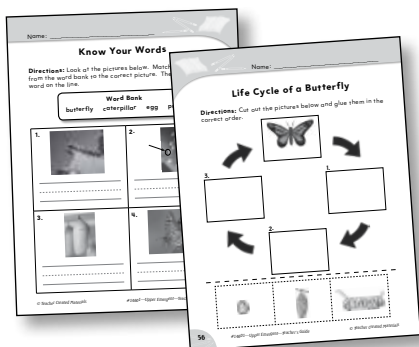 Name:
Know Your Words
Directions: Look at the pictures below. Match
from the word bank to the correct picture. The
word on the line.
Word Bank
butterfly caterpillar egg
1.
2.
3.
4.
© Teacher Created Materials
Name:
Life Cycle of a Butterfly
Directions: Cut out the pictures below and glue them in the
correct order.
3.
1.
2.
56
© Teacher Created Materials